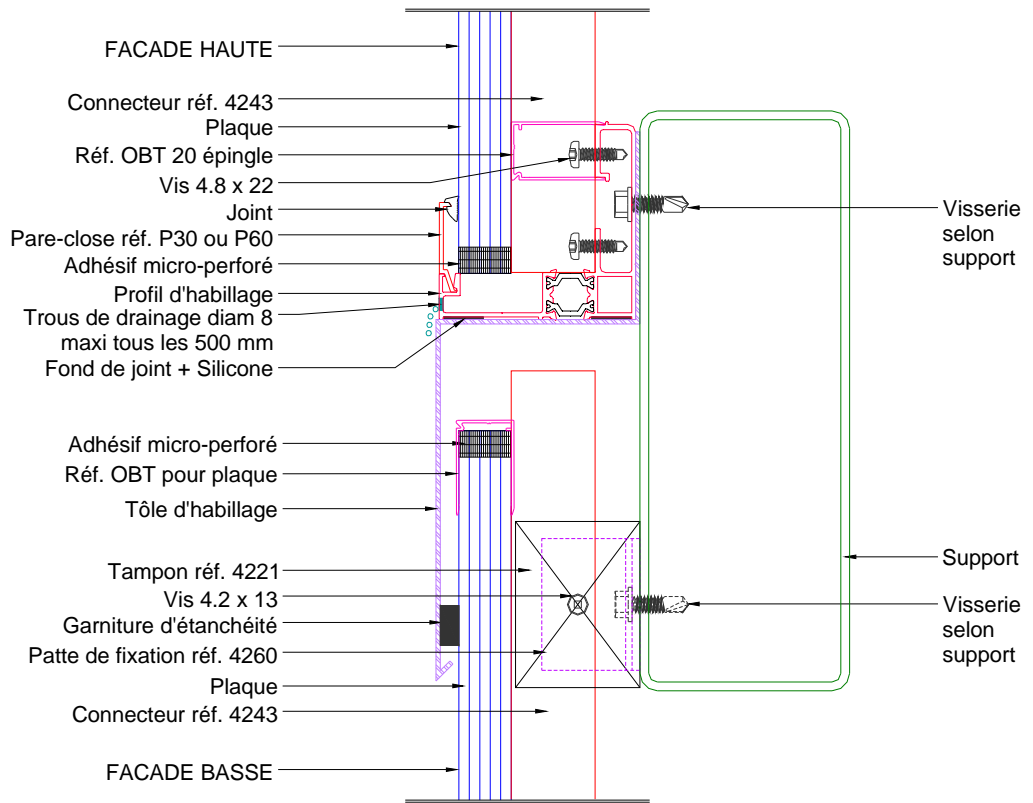 FACADE HAUTE
Connecteur réf. 4243
Plaque
Réf. OBT 20 épingle
Vis 4.8 x 22
Joint
Pare-close réf. P30 ou P60
Adhésif micro-perforé
Profil d'habillage
Trous de drainage diam 8
maxi tous les 500 mm
Fond de joint + Silicone
Adhésif micro-perforé
Réf. OBT pour plaque
Tôle d'habillage
Tampon réf. 4221
Vis 4.2 x 13
Garniture d'étanchéité
Patte de fixation réf. 4260
Plaque
Connecteur réf. 4243
FACADE BASSE
Visserie
selon
support
Support
Visserie
selon
support